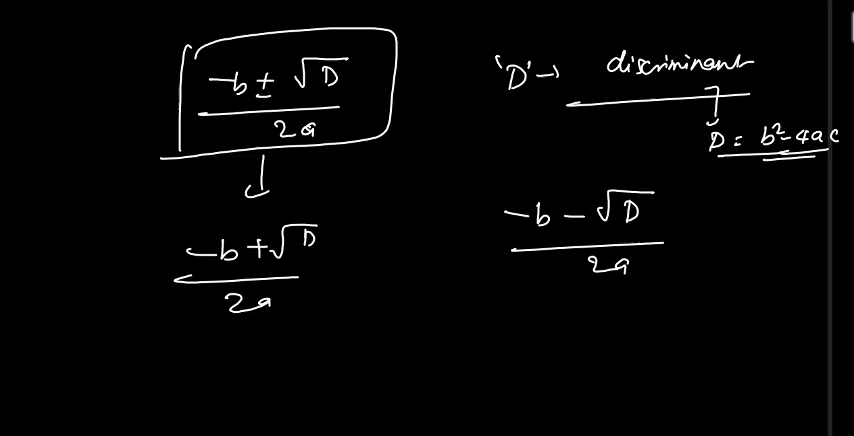 -b ± √D / 2a
'D' → discriminant
D = b² - 4ac
-b + √D / 2a
-b - √D / 2a